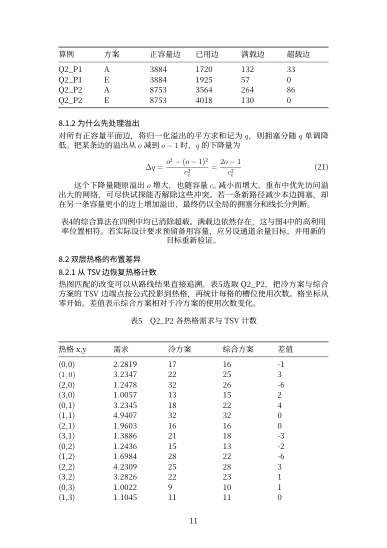 算例 方案 正容量边 已用边 满载边 超载边
Q2_P1 A 3884 1720 132 33
Q2_P1 E 3884 1925 57 0
Q2_P2 A 8753 3564 264 86
Q2_P2 E 8753 4018 130 0
8.1.2 为什么先处理溢出
对所有正容量平面边，将归一化溢出的平方求和记为 q，则拥塞分随 q 单调降
低。把某条边的溢出从 o 减到 o − 1 时，q 的下降量为
Δq = (o² − (o − 1)²)/cₑ² = (2o − 1)/cₑ² (21)
这个下降量随原溢出 o 增大，也随容量 cₑ 减小而增大。重布中优先访问溢
出大的网络，可尽快试探能否解除这些冲突。若一条新路径减少本边拥塞，却
在另一条容量更小的边上增加溢出，最终仍以全局的拥塞分和线长分判断。
表4的综合算法在四例中均已消除超载。满载边依然存在，这与图4中的高利用
率位置相符。若实际设计要求预留备用容量，应另设通道余量目标，并用新的
目标重新验证。
8.2 双层热格的布置差异
8.2.1 从 TSV 边恢复热格计数
热图匹配的改变可以从路线结果直接追溯。表5选取 Q2_P2，把冷方案与综合
方案的 TSV 边端点按公式投影到热格，再统计每格的槽位使用次数。格坐标从
零开始。差值表示综合方案相对于冷方案的使用次数变化。
表5 Q2_P2 各热格需求与 TSV 计数
热格 x,y 需求 冷方案 综合方案 差值
(0,0) 2.2819 17 16 -1
(1,0) 3.2347 22 25 3
(2,0) 1.2478 32 26 -6
(3,0) 1.0057 13 15 2
(0,1) 3.2345 18 22 4
(1,1) 4.9407 32 32 0
(2,1) 1.9603 16 16 0
(3,1) 1.3886 21 18 -3
(0,2) 1.2436 15 13 -2
(1,2) 1.6984 28 22 -6
(2,2) 4.2309 25 28 3
(3,2) 3.2826 22 23 1
(0,3) 1.0022 9 10 1
(1,3) 1.1045 11 11 0
11